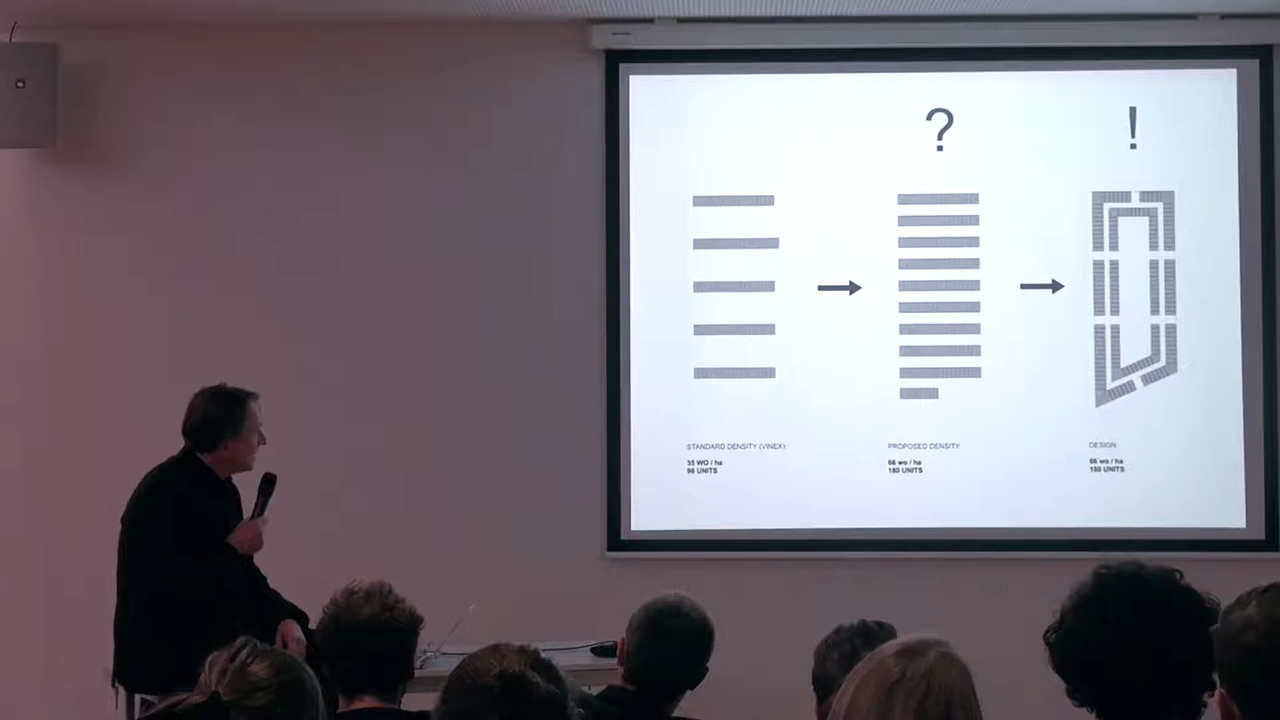 ?
!
STANDARD DENSITY (VINEX):
35 WO / ha
96 UNITS
PROPOSED DENSITY:
66 wo / ha
180 UNITS
DESIGN:
66 wo / ha
180 UNITS